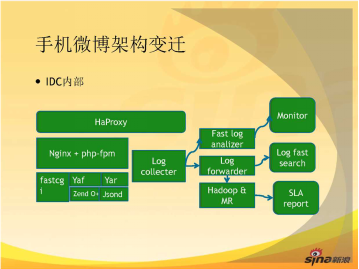 手机微博架构变迁
IDC内部
HaProxy
Nginx + php-fpm
fastcg
i
Yaf
Yar
Zend O+
Jsond
Log
collecter
Fast log
analizer
Log
forwarder
Hadoop &
MR
Monitor
Log fast
search
SLA
report
sina新浪